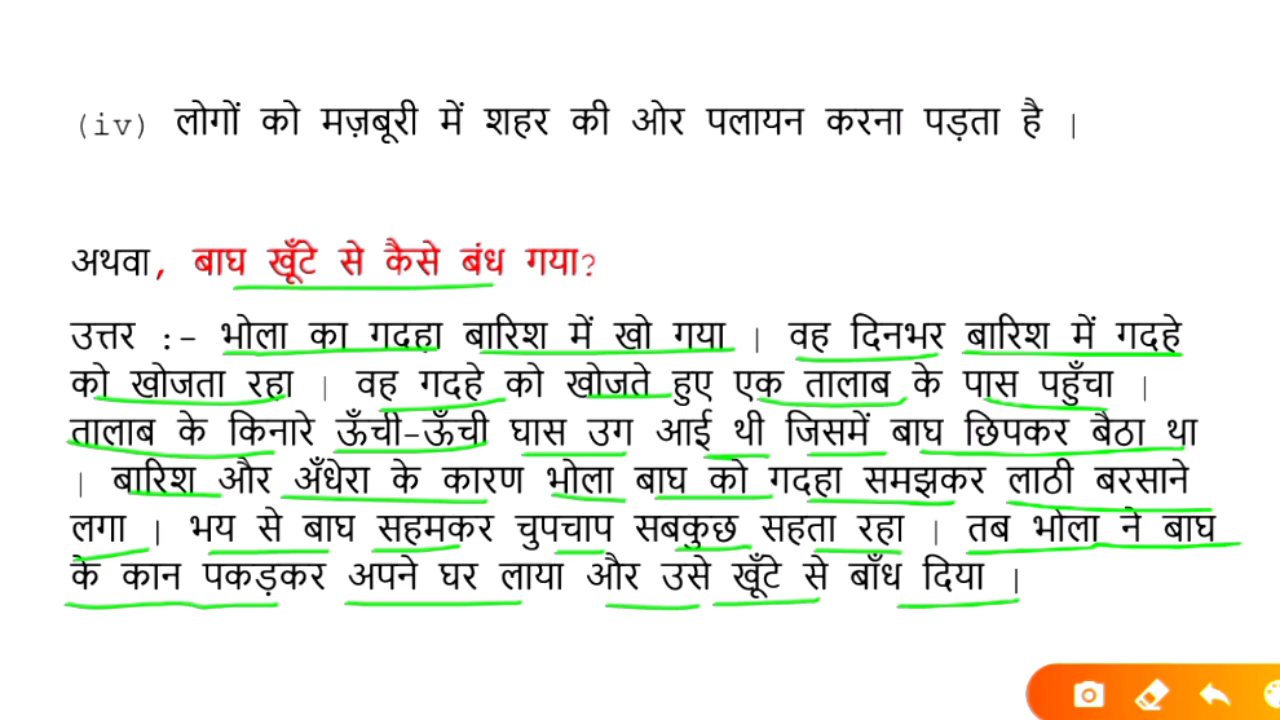 (iv) लोगों को मज़बूरी में शहर की ओर पलायन करना पड़ता है |
अथवा, बाघ खूँटे से कैसे बंध गया?
उत्तर :- भोला का गदहा बारिश में खो गया | वह दिनभर बारिश में गदहे
को खोजता रहा | वह गदहे को खोजते हुए एक तालाब के पास पहुँचा |
तालाब के किनारे ऊँची-ऊँची घास उग आई थी जिसमें बाघ छिपकर बैठा था
| बारिश और अँधेरा के कारण भोला बाघ को गदहा समझकर लाठी बरसाने
लगा | भय से बाघ सहमकर चुपचाप सबकुछ सहता रहा | तब भोला ने बाघ
के कान पकड़कर अपने घर लाया और उसे खूँटे से बाँध दिया |